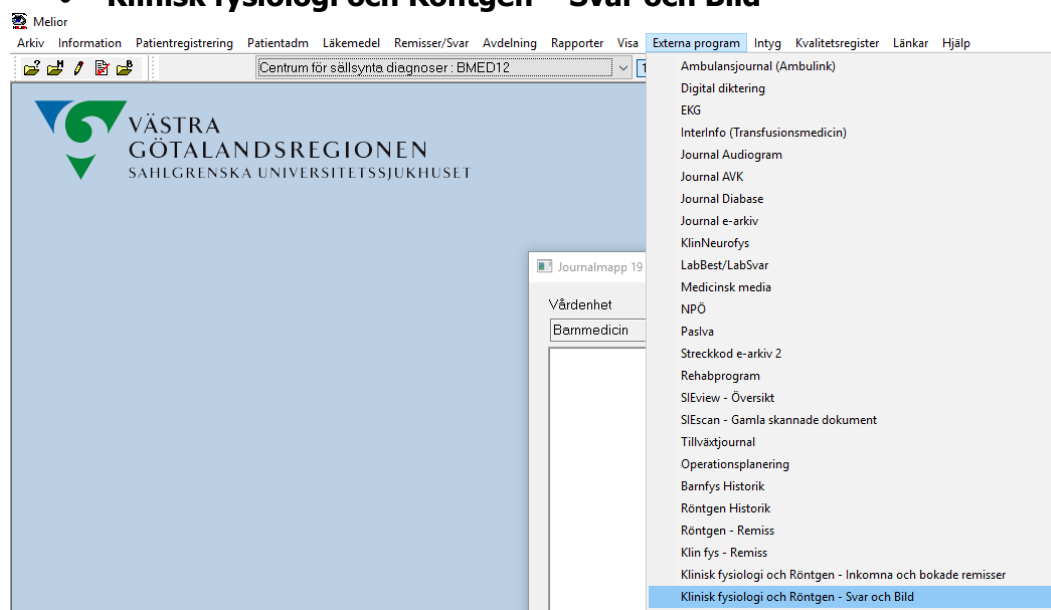 • Klinisk fysiologi och Röntgen – Svar och Bild
Melior
Arkiv Information Patientregistrering Patientadm Läkemedel Remisser/Svar Avdelning Rapporter Visa Externa program Intyg Kvalitetsregister Länkar Hjälp
Centrum för sällsynta diagnoser : BMED12
VÄSTRA
GÖTALANDSREGIONEN
SAHLGRENSKA UNIVERSITETSSJUKHUSET
Journalmapp 19
Vårdenhet
Barnmedicin
Ambulansjournal (Ambulink)
Digital diktering
EKG
InterInfo (Transfusionsmedicin)
Journal Audiogram
Journal AVK
Journal Diabase
Journal e-arkiv
KlinNeurofys
LabBest/LabSvar
Medicinsk media
NPÖ
PasIva
Streckkod e-arkiv 2
Rehabprogram
SIEview - Översikt
SIEscan - Gamla skannade dokument
Tillväxtjournal
Operationsplanering
Barnfys Historik
Röntgen Historik
Röntgen - Remiss
Klin fys - Remiss
Klinisk fysiologi och Röntgen - Inkomna och bokade remisser
Klinisk fysiologi och Röntgen - Svar och Bild